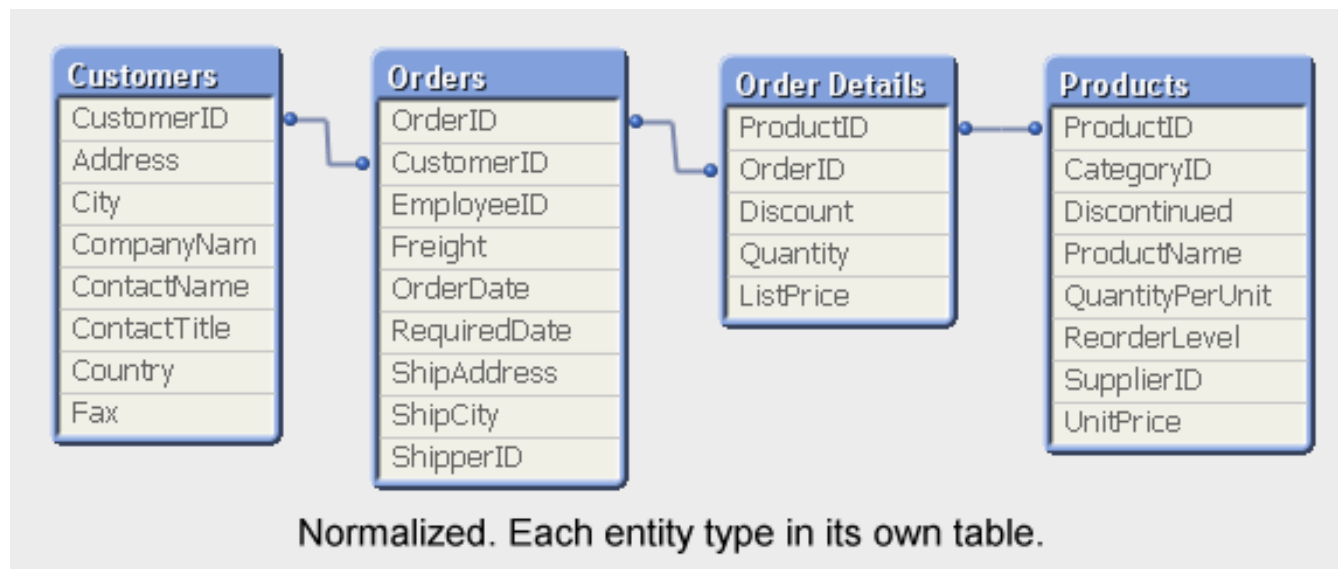 Customers
CustomerID
Address
City
CompanyNam
ContactName
ContactTitle
Country
Fax
Orders
OrderID
CustomerID
EmployeeID
Freight
OrderDate
RequiredDate
ShipAddress
ShipCity
ShipperID
Order Details
ProductID
OrderID
Discount
Quantity
ListPrice
Products
ProductID
CategoryID
Discontinued
ProductName
QuantityPerUnit
ReorderLevel
SupplierID
UnitPrice
Normalized. Each entity type in its own table.